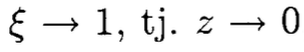 ξ → 1, tj. z → 0